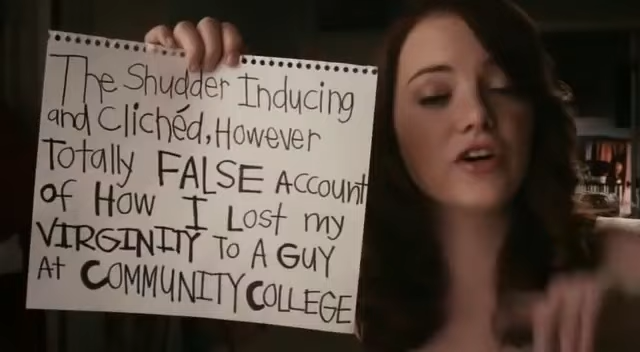 The Shudder Inducing
and Clichéd, However
Totally FALSE Account
of How I Lost my
VIRGINITY To A GUY
At COMMUNITY COLLEGE